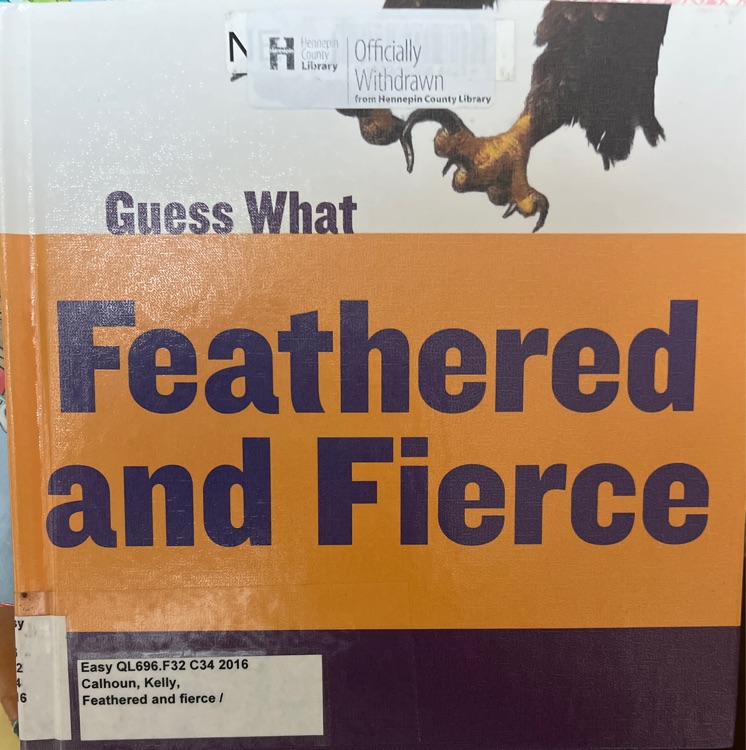 N
Hennepin
County
Library
Officially
Withdrawn
from Hennepin County Library
Guess What
Feathered
and Fierce
Easy QL696.F32 C34 2016
Calhoun, Kelly,
Feathered and fierce /